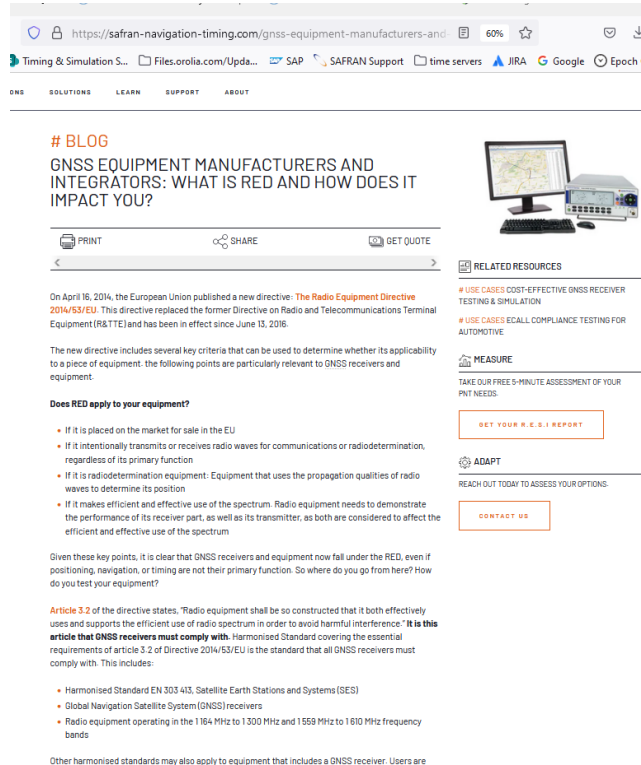 https://safran-navigation-timing.com/gnss-equipment-manufacturers-and-
60%
Timing & Simulation S...
Files.orolia.com/Upda...
SAP
SAFRAN Support
time servers
JIRA
Google
Epoch
ONS
SOLUTIONS
LEARN
SUPPORT
ABOUT
# BLOG
GNSS EQUIPMENT MANUFACTURERS AND
INTEGRATORS: WHAT IS RED AND HOW DOES IT
IMPACT YOU?
PRINT
SHARE
GET QUOTE
On April 16, 2014, the European Union published a new directive: The Radio Equipment Directive
2014/53/EU. This directive replaced the former Directive on Radio and Telecommunications Terminal
Equipment (R&TTE) and has been in effect since June 13, 2016.
The new directive includes several key criteria that can be used to determine whether its applicability
to a piece of equipment. the following points are particularly relevant to GNSS receivers and
equipment.
Does RED apply to your equipment?
• If it is placed on the market for sale in the EU
• If it intentionally transmits or receives radio waves for communications or radiodetermination,
regardless of its primary function
• If it is radiodetermination equipment: Equipment that uses the propagation qualities of radio
waves to determine its position
• If it makes efficient and effective use of the spectrum. Radio equipment needs to demonstrate
the performance of its receiver part, as well as its transmitter, as both are considered to affect the
efficient and effective use of the spectrum
Given these key points, it is clear that GNSS receivers and equipment now fall under the RED, even if
positioning, navigation, or timing are not their primary function. So where do you go from here? How
do you test your equipment?
Article 3.2 of the directive states, "Radio equipment shall be so constructed that it both effectively
uses and supports the efficient use of radio spectrum in order to avoid harmful interference." It is this
article that GNSS receivers must comply with. Harmonised Standard covering the essential
requirements of article 3.2 of Directive 2014/53/EU is the standard that all GNSS receivers must
comply with. This includes:
• Harmonised Standard EN 303 413, Satellite Earth Stations and Systems (SES)
• Global Navigation Satellite System (GNSS) receivers
• Radio equipment operating in the 1 164 MHz to 1 300 MHz and 1 559 MHz to 1 610 MHz frequency
bands
Other harmonised standards may also apply to equipment that includes a GNSS receiver. Users are
RELATED RESOURCES
# USE CASES COST-EFFECTIVE GNSS RECEIVER
TESTING & SIMULATION
# USE CASES ECALL COMPLIANCE TESTING FOR
AUTOMOTIVE
MEASURE
TAKE OUR FREE 5-MINUTE ASSESSMENT OF YOUR
PNT NEEDS.
GET YOUR R.E.S.I REPORT
ADAPT
REACH OUT TODAY TO ASSESS YOUR OPTIONS.
CONTACT US